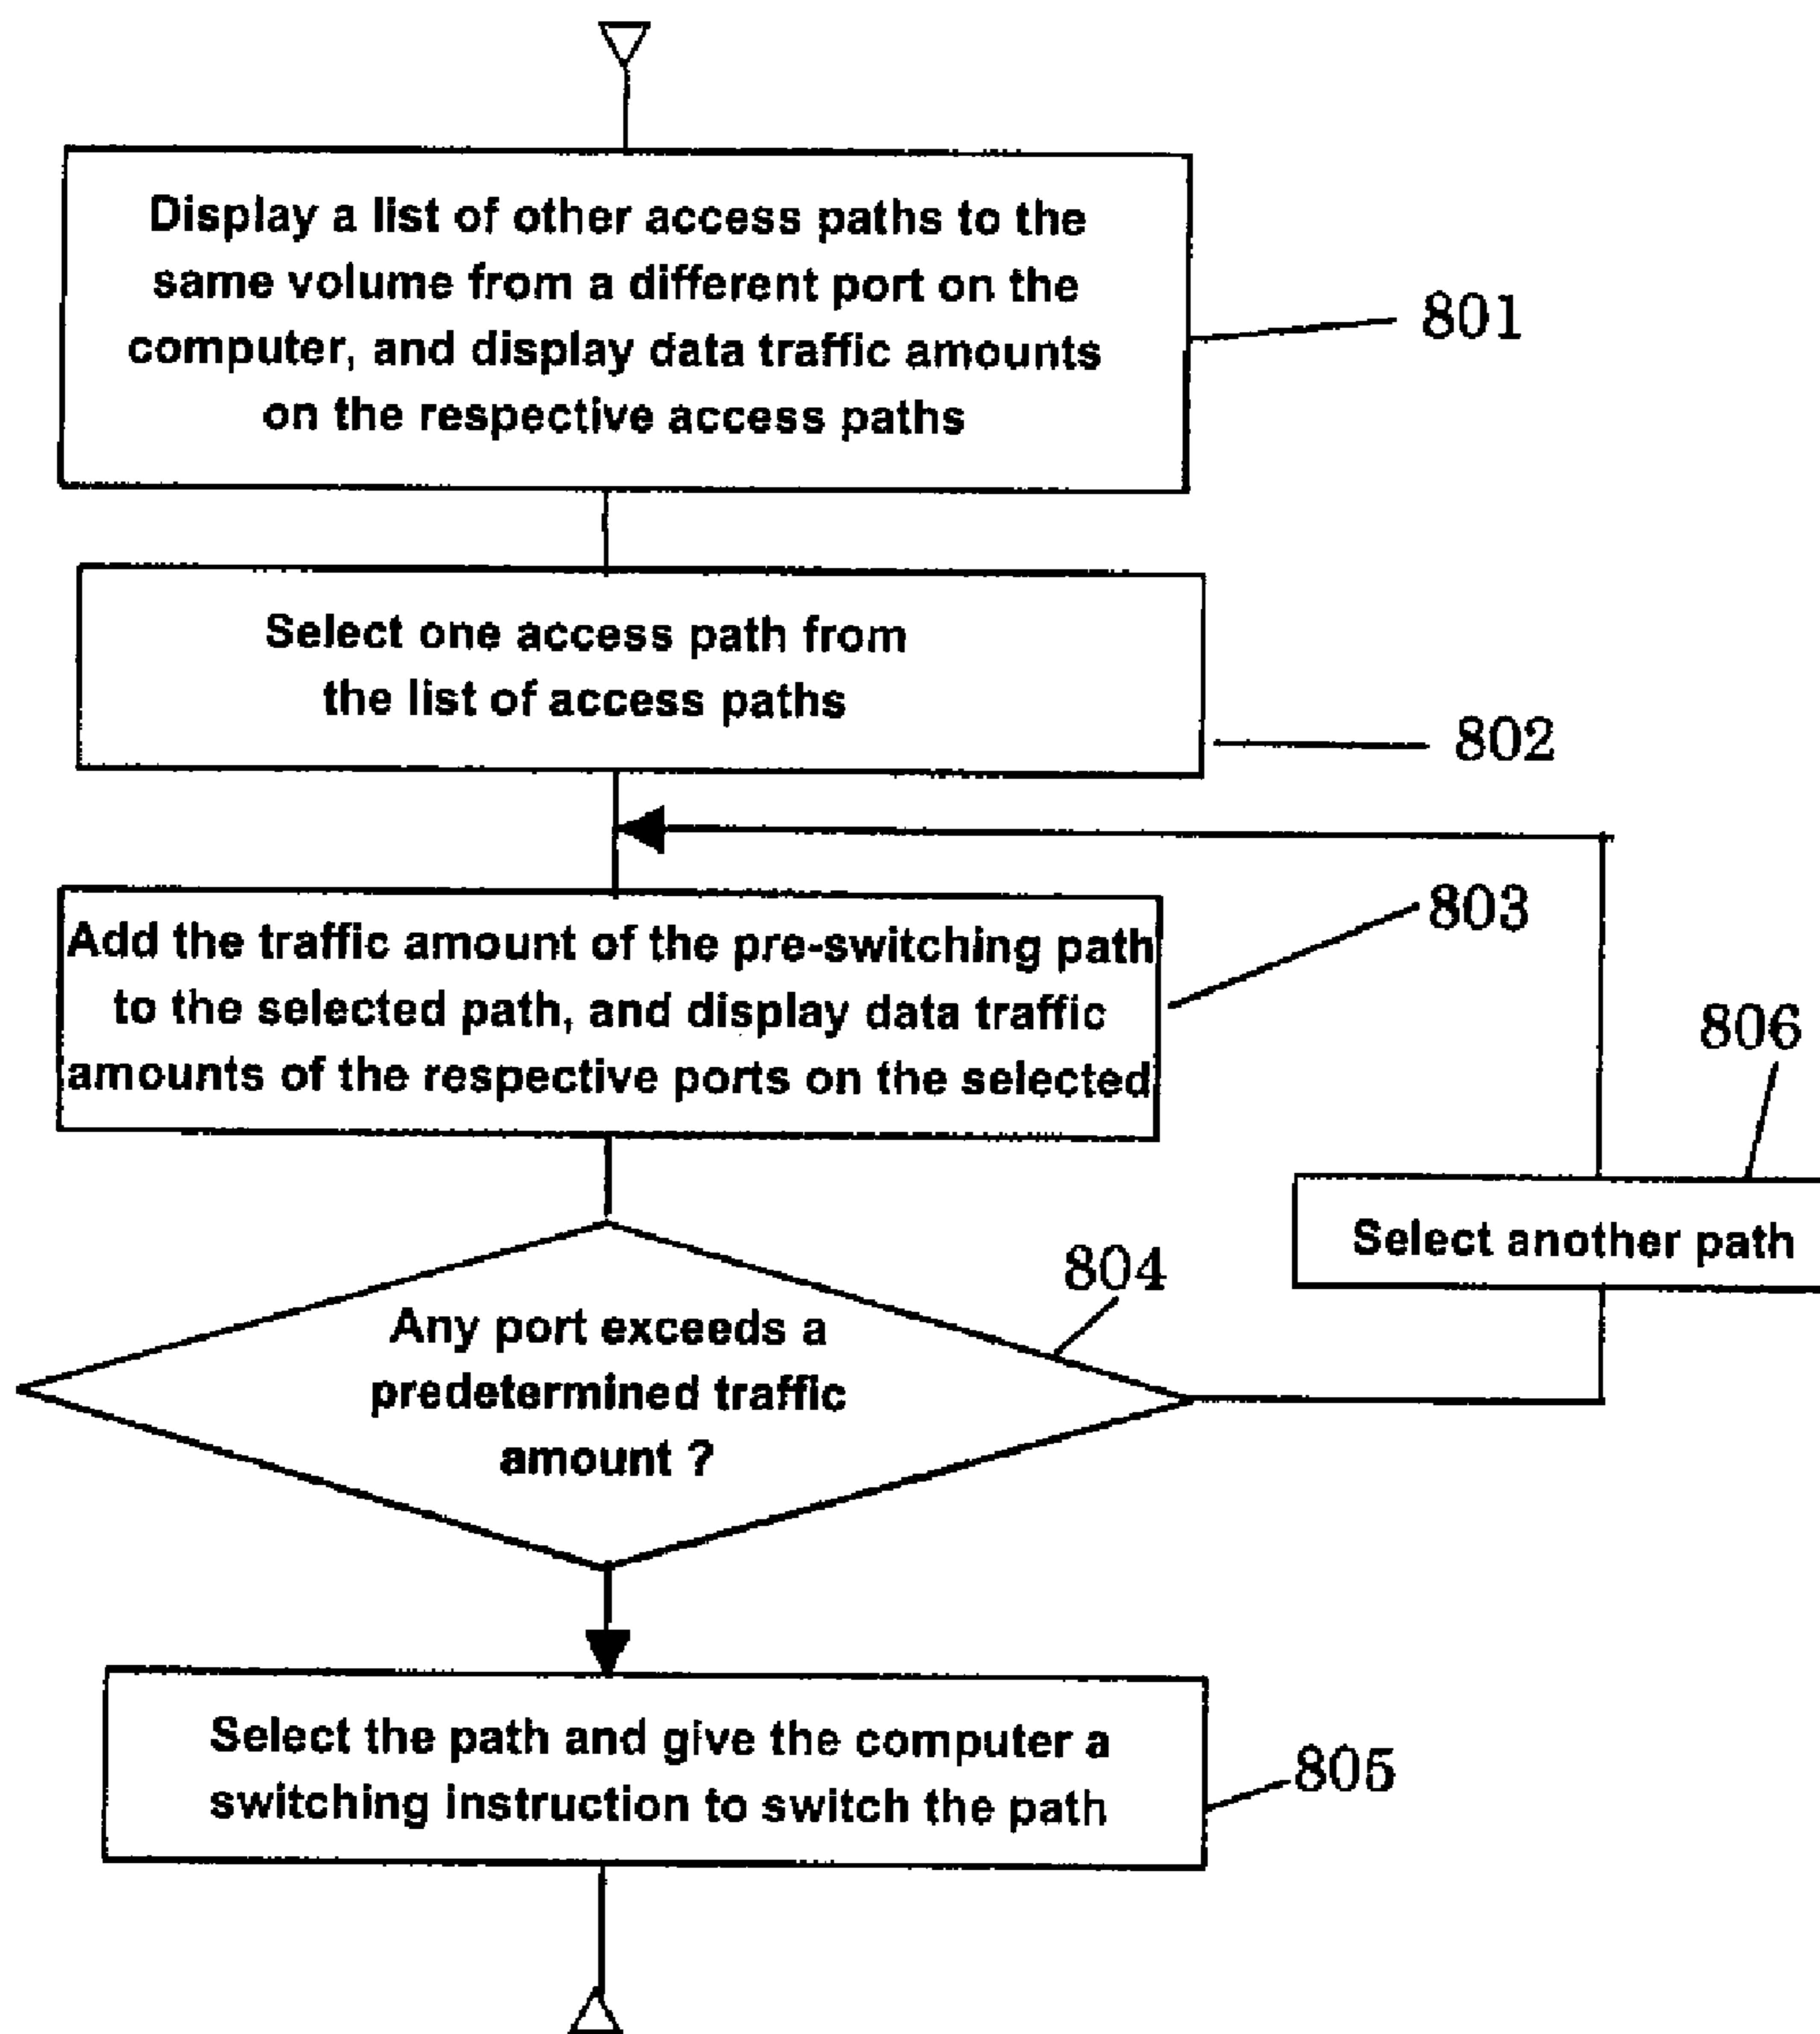 Display a list of other access paths to the
same volume from a different port on the
computer, and display data traffic amounts
on the respective access paths
801
Select one access path from
the list of access paths
802
Add the traffic amount of the pre-switching path
to the selected path, and display data traffic
amounts of the respective ports on the selected
803
806
Select another path
804
Any port exceeds a
predetermined traffic
amount ?
Select the path and give the computer a
switching instruction to switch the path
805